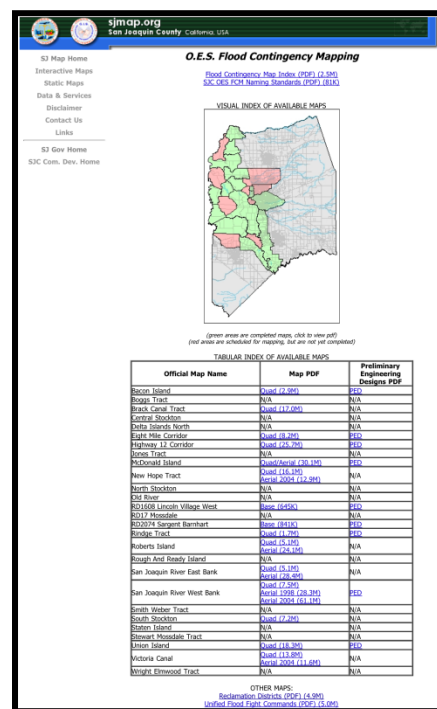 sjmap.org
San Joaquin County California, USA
SJ Map Home
Interactive Maps
Static Maps
Data & Services
Disclaimer
Contact Us
Links
SJ Gov Home
SJC Com. Dev. Home
O.E.S. Flood Contingency Mapping
Flood Contingency Map Index (PDF) (2.5M)
SJC OES FCM Naming Standards (PDF) (81K)
VISUAL INDEX OF AVAILABLE MAPS
(green areas are completed maps, click to view pdf)
(red areas are scheduled for mapping, but are not yet completed)
TABULAR INDEX OF AVAILABLE MAPS
Official Map Name Map PDF Preliminary Engineering Designs PDF
Bacon Island Quad (2.9M) PED
Boggs Tract N/A N/A
Brack Canal Tract Quad (17.0M) N/A
Central Stockton N/A N/A
Delta Islands North N/A N/A
Eight Mile Corridor Quad (8.2M) PED
Highway 12 Corridor Quad (25.7M) PED
Jones Tract N/A N/A
McDonald Island Quad/Aerial (30.1M) PED
New Hope Tract Quad (16.1M) N/A
Aerial 2004 (12.9M)
North Stockton N/A N/A
Old River N/A N/A
RD1608 Lincoln Village West Base (645K) PED
RD17 Mossdale N/A N/A
RD2074 Sargent Barnhart Base (841K) PED
Rindge Tract Quad (1.7M) PED
Roberts Island Quad (5.1M) N/A
Aerial (24.1M)
Rough And Ready Island N/A N/A
San Joaquin River East Bank Quad (5.1M) N/A
Aerial (28.4M)
San Joaquin River West Bank Quad (7.5M) PED
Aerial 1998 (28.3M)
Aerial 2004 (61.1M)
Smith Weber Tract N/A N/A
South Stockton Quad (7.2M) N/A
Staten Island N/A N/A
Stewart Mossdale Tract N/A N/A
Union Island Quad (18.3M) PED
Victoria Canal Quad (13.8M) N/A
Aerial 2004 (11.6M)
Wright Elmwood Tract N/A N/A
OTHER MAPS:
Reclamation Districts (PDF) (4.9M)
Unified Flood Fight Commands (PDF) (5.0M)